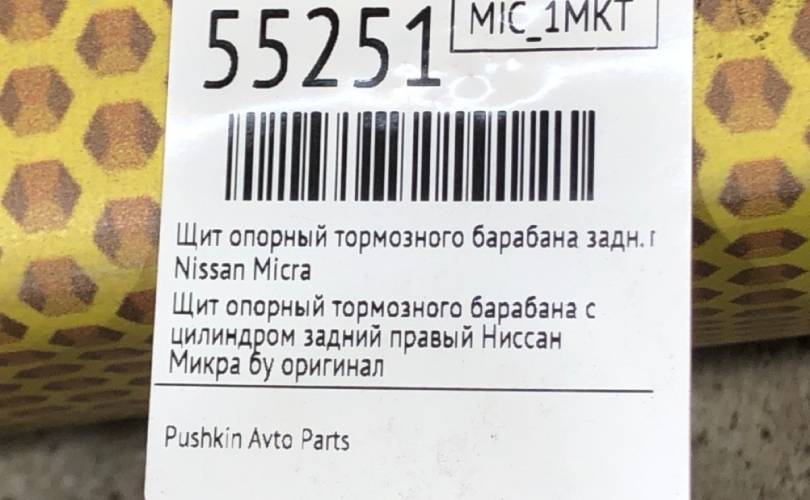 55251
MIC_1MKT
Щит опорный тормозного барабана задн.
Nissan Micra
Щит опорный тормозного барабана с
цилиндром задний правый Ниссан
Микра бу оригинал
Pushkin Avto Parts